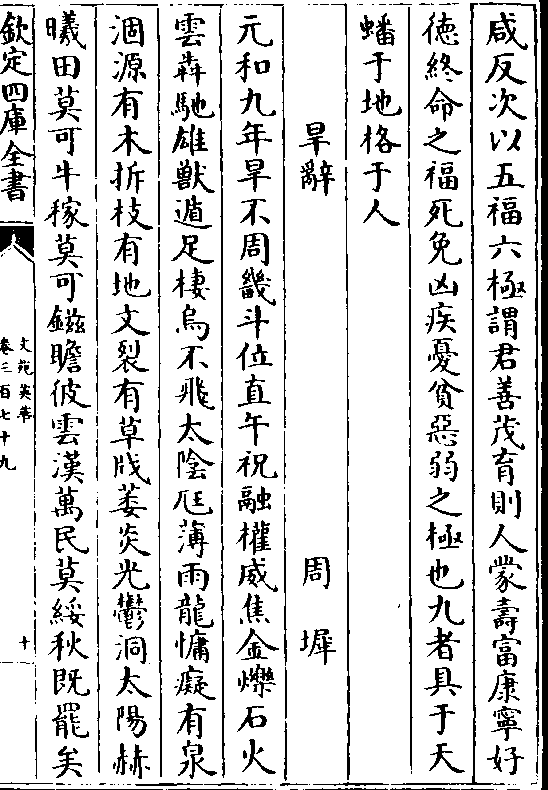 咸反次以五福六極謂君善茂育則人蒙壽富康寧好
德終命之福死免凶疾憂貧惡弱之極也九者具于天
蟠于地格于人
旱辭 周墀
元和九年旱不周畿斗位直午祝融權威焦金爍石火
雲犇馳雄獸遁足棲烏不飛太陰尫薄雨龍慵癡有泉
涸源有木拆枝有地文裂有草戕萎炎光鬱洞太陽赫
曦田莫可牛稼莫可鎡瞻彼雲漢萬民莫綏秋既罷矣
欽定四庫全書
文苑英華
卷三百七十九
十